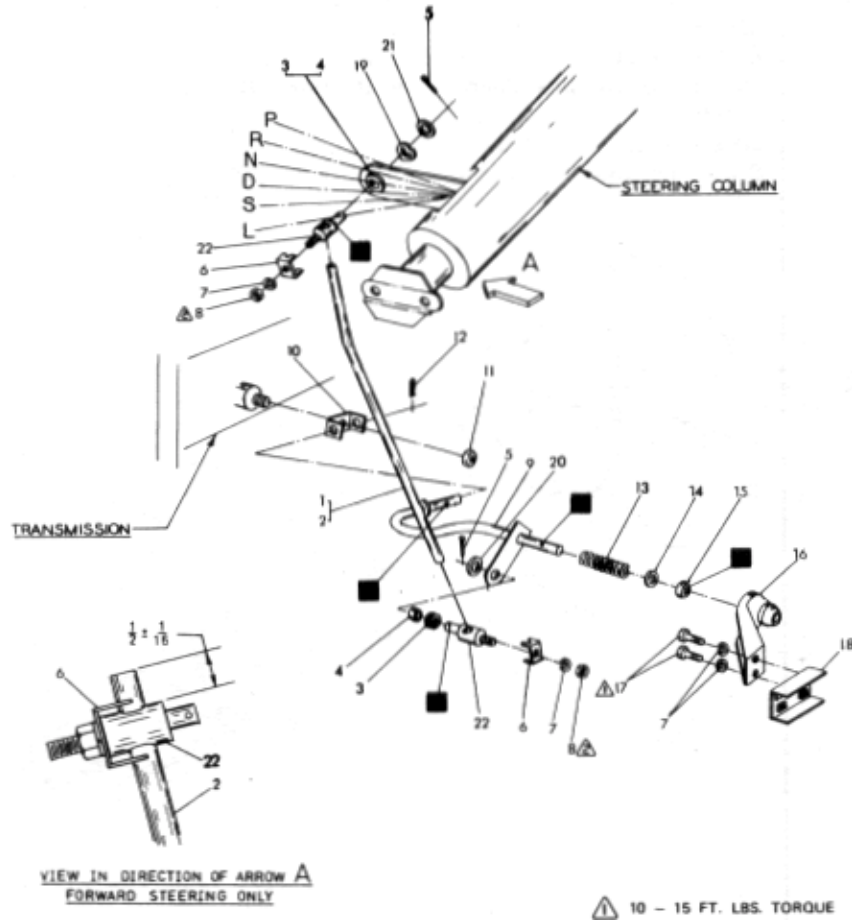 5
21
3 4 19
P
R
N
D
S
L
STEERING COLUMN
22
A
6
7
8
12
10
11
5 9 20
13 14 15
1
2
TRANSMISSION
16
18
1/2 ± 1/16
4
3
1 17
6
22 6 7
7
8
22
2
VIEW IN DIRECTION OF ARROW A
FORWARD STEERING ONLY
1 10 - 15 FT. LBS. TORQUE